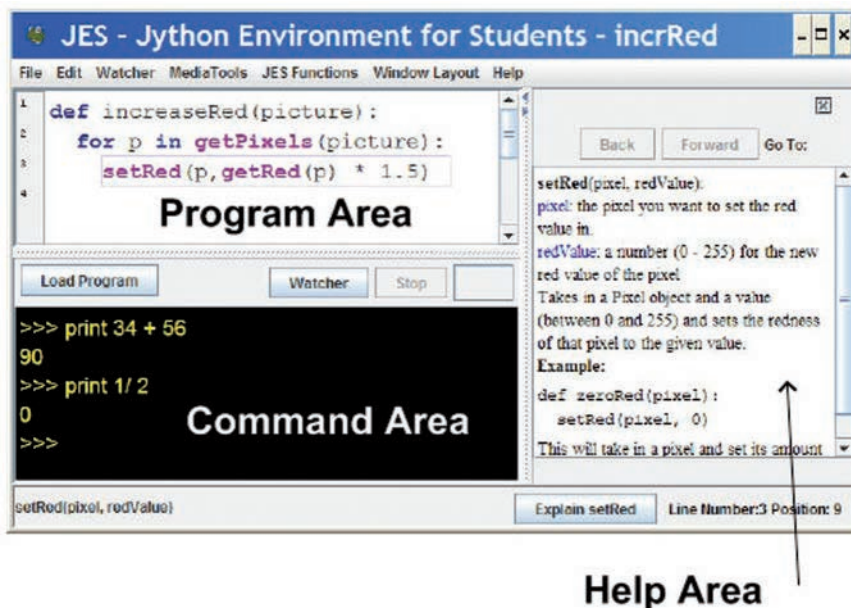 JES - Jython Environment for Students - incrRed
File Edit Watcher MediaTools JES Functions Window Layout Help
1 def increaseRed(picture):
2 for p in getPixels(picture):
3 setRed(p,getRed(p) * 1.5)
4
Program Area
Load Program Watcher Stop
>>> print 34 + 56
90
>>> print 1/ 2
0
>>>
Command Area
Back Forward Go To:
setRed(pixel, redValue):
pixel: the pixel you want to set the red
value in.
redValue: a number (0 - 255) for the new
red value of the pixel
Takes in a Pixel object and a value
(between 0 and 255) and sets the redness
of that pixel to the given value.
Example:
def zeroRed(pixel):
setRed(pixel, 0)
This will take in a pixel and set its amount
setRed(pixel, redValue) Explain setRed Line Number:3 Position: 9
Help Area